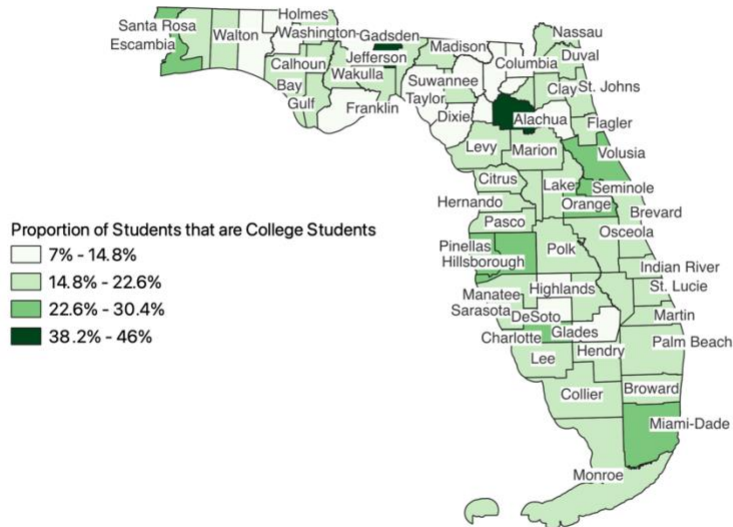 Holmes
Santa Rosa
Walton
Washington
Gadsden
Nassau
Escambia
Jefferson
Madison
Duval
Calhoun
Wakulla
Columbia
Bay
Suwannee
Clay
St. Johns
Gulf
Franklin
Taylor
Dixie
Alachua
Flagler
Levy
Marion
Volusia
Citrus
Lake
Seminole
Hernando
Orange
Brevard
Pasco
Osceola
Proportion of Students that are College Students
7% - 14.8%
14.8% - 22.6%
22.6% - 30.4%
38.2% - 46%
Pinellas
Polk
Hillsborough
Indian River
Manatee
Highlands
St. Lucie
Sarasota
DeSoto
Martin
Charlotte
Glades
Palm Beach
Lee
Hendry
Collier
Broward
Miami-Dade
Monroe